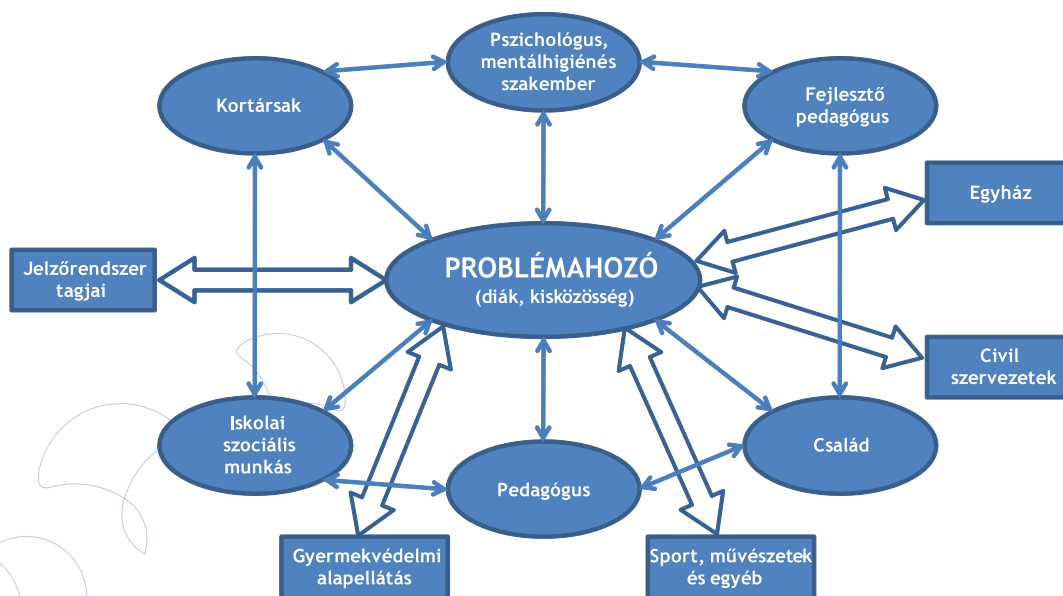 Pszichológus,
mentálhigiénés
szakember
Kortársak
Fejlesztő
pedagógus
Egyház
Jelzőrendszer
tagjai
PROBLÉMAHOZÓ
(diák, kisközösség)
Civil
szervezetek
Iskolai
szociális
munkás
Pedagógus
Család
Gyermekvédelmi
alapellátás
Sport, művészetek
és egyéb